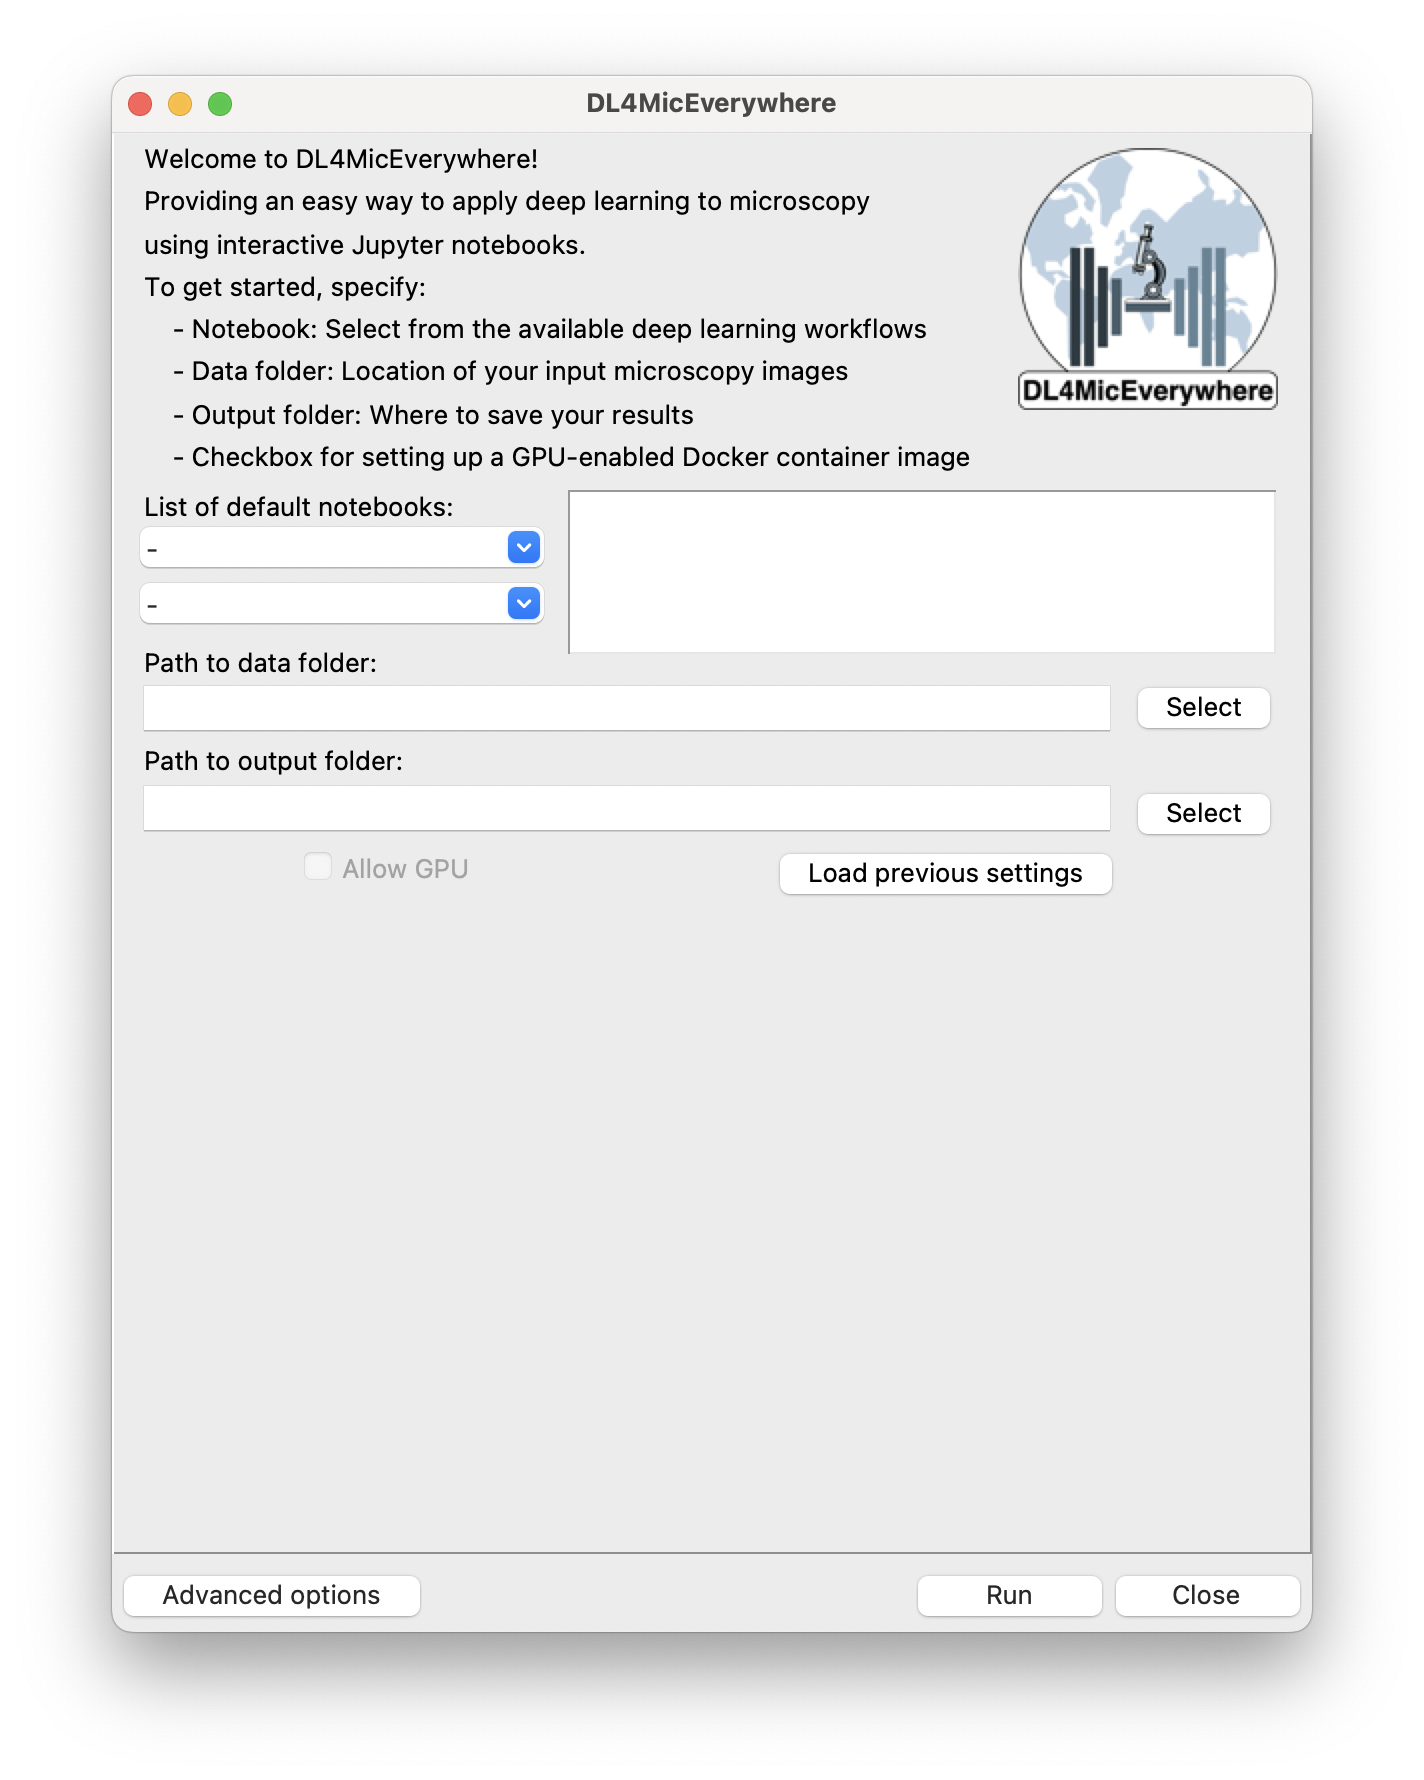 DL4MicEverywhere
Welcome to DL4MicEverywhere!
Providing an easy way to apply deep learning to microscopy
using interactive Jupyter notebooks.
To get started, specify:
- Notebook: Select from the available deep learning workflows
- Data folder: Location of your input microscopy images
- Output folder: Where to save your results
- Checkbox for setting up a GPU-enabled Docker container image
DL4MicEverywhere
List of default notebooks:
-
-
Path to data folder:
Select
Path to output folder:
Select
Allow GPU
Load previous settings
Advanced options
Run
Close